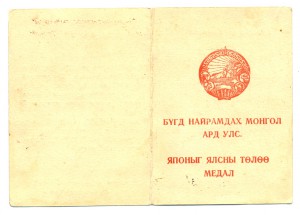 БҮГД НАЙРАМДАХ МОНГОЛ
АРД УЛС.
ЯПОНЫГ ЯЛСНЫ ТӨЛӨӨ
МЕДАЛ